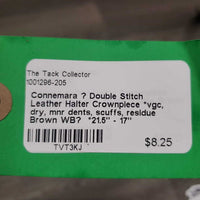 The Tack Collector
1001296-205
Connemara ? Double Stitch
Leather Halter Crownpiece *vgc,
dry, mnr dents, scuffs, residue
Brown WB? *21.5" - 17"
TVT3KJ
$8.25